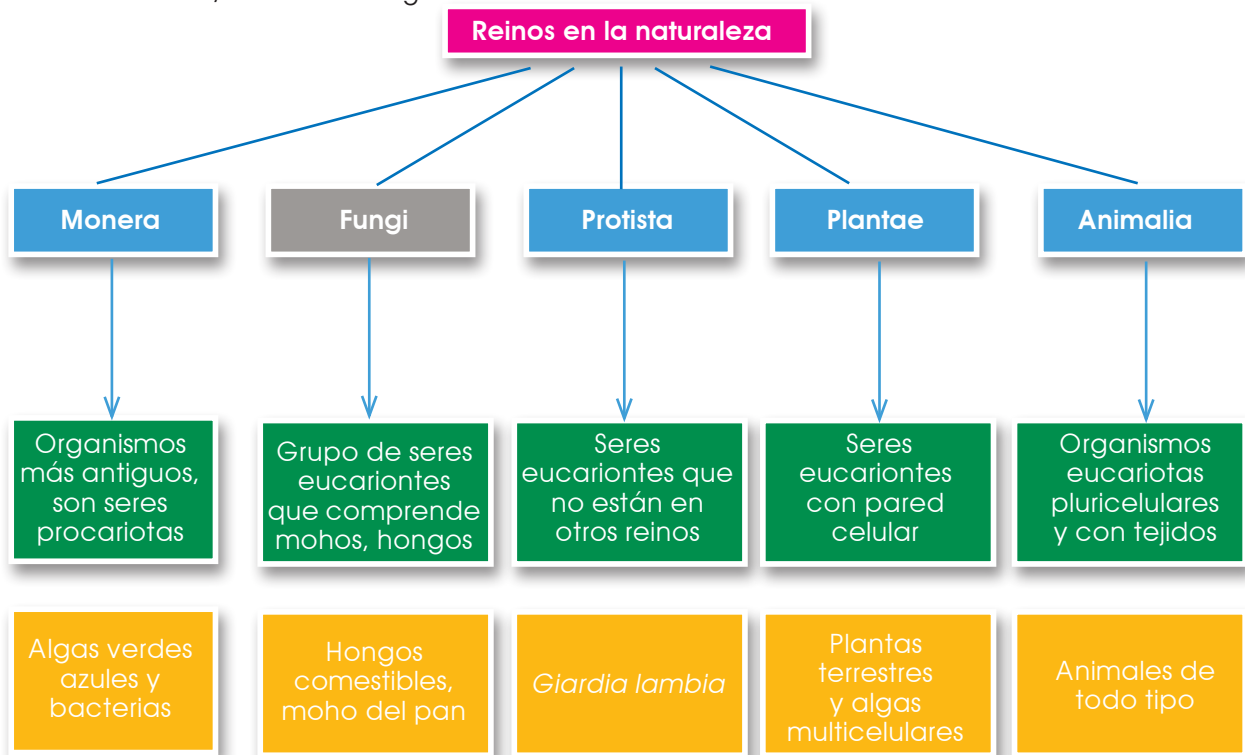 Reinos en la naturaleza
Monera
Fungi
Protista
Plantae
Animalia
Organismos
más antiguos,
son seres
procariotas
Grupo de seres
eucariontes
que comprende
mohos, hongos
Seres
eucariontes que
no están en
otros reinos
Seres
eucariontes
con pared
celular
Organismos
eucariotas
pluricelulares
y con tejidos
Algas verdes
azules y
bacterias
Hongos
comestibles,
moho del pan
Giardia lambia
Plantas
terrestres
y algas
multicelulares
Animales de
todo tipo